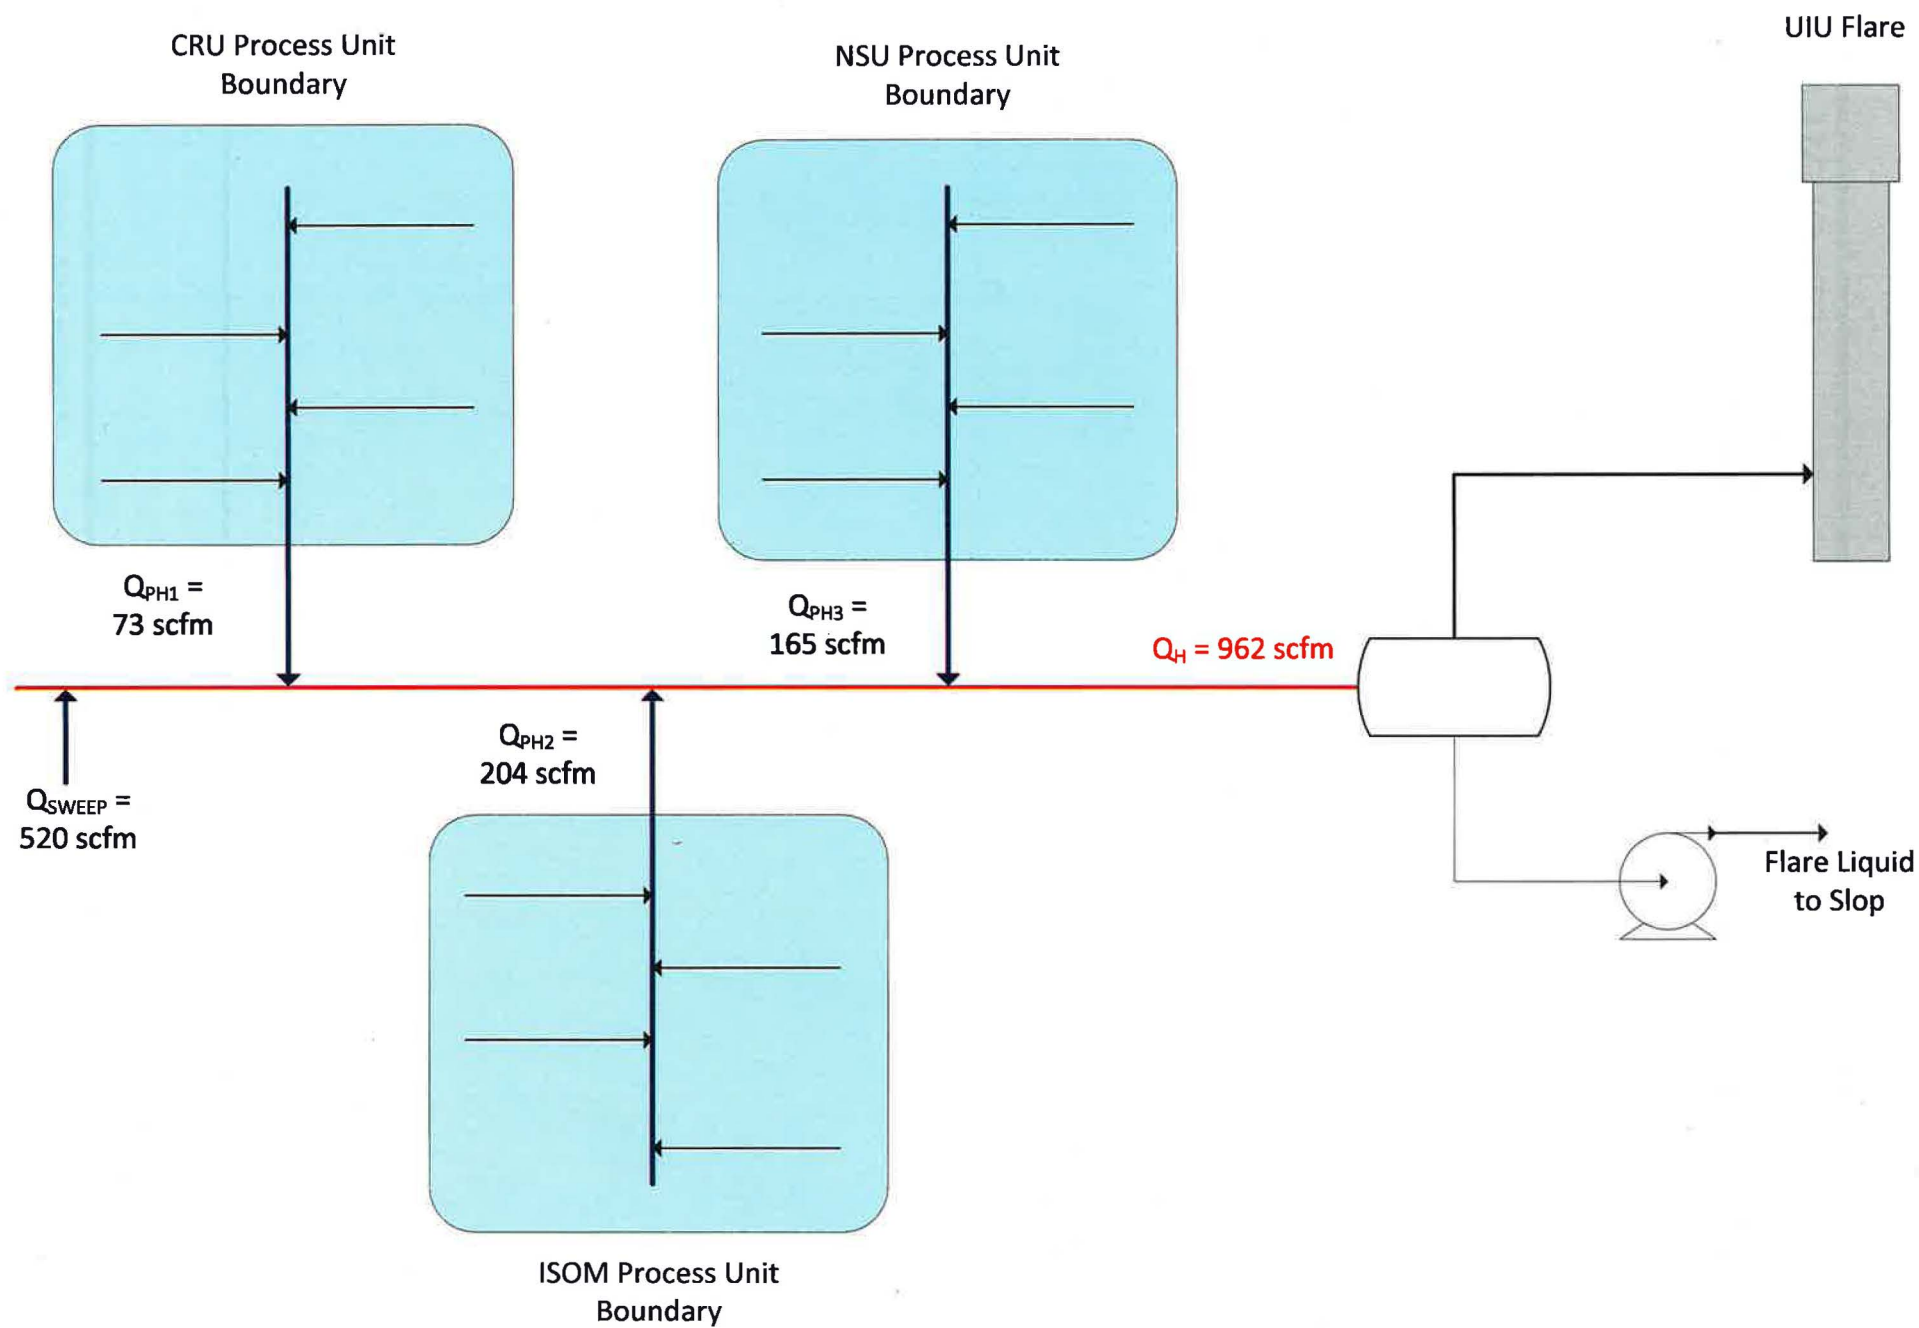 CRU Process Unit
Boundary
NSU Process Unit
Boundary
UIU Flare
QPH1 =
73 scfm
QPH3 =
165 scfm
QH = 962 scfm
QPH2 =
204 scfm
QSWEEP =
520 scfm
Flare Liquid
to Slop
ISOM Process Unit
Boundary